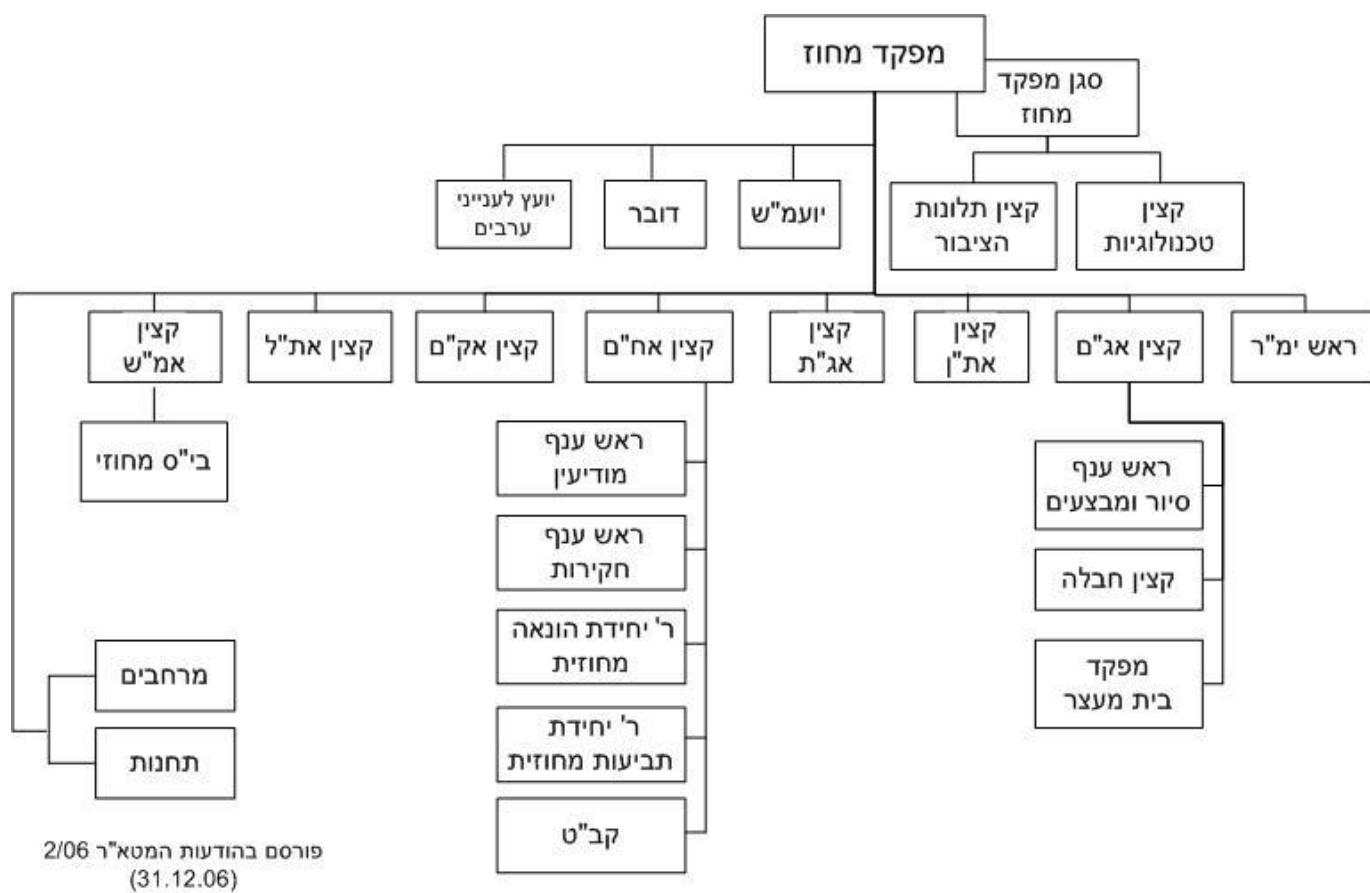 מפקד מחוז
סגן מפקד
מחוז
יועמ"ש
דובר
יועץ לענייני
ערבים
קצין
טכנולוגיות
קצין תלונות
הציבור
ראש ימ"ר
קצין אג"ם
קצין
את"ן
קצין
אג"ת
קצין אח"ם
קצין אק"ם
קצין את"ל
קצין
אמ"ש
ראש ענף
סיור ומבצעים
קצין חבלה
מפקד
בית מעצר
ראש ענף
מודיעין
ראש ענף
חקירות
ר' יחידת הונאה
מחוזית
ר' יחידת
תביעות מחוזית
קב"ט
בי"ס מחוזי
מרחבים
תחנות
פורסם בהודעות המטא"ר 2/06
(31.12.06)